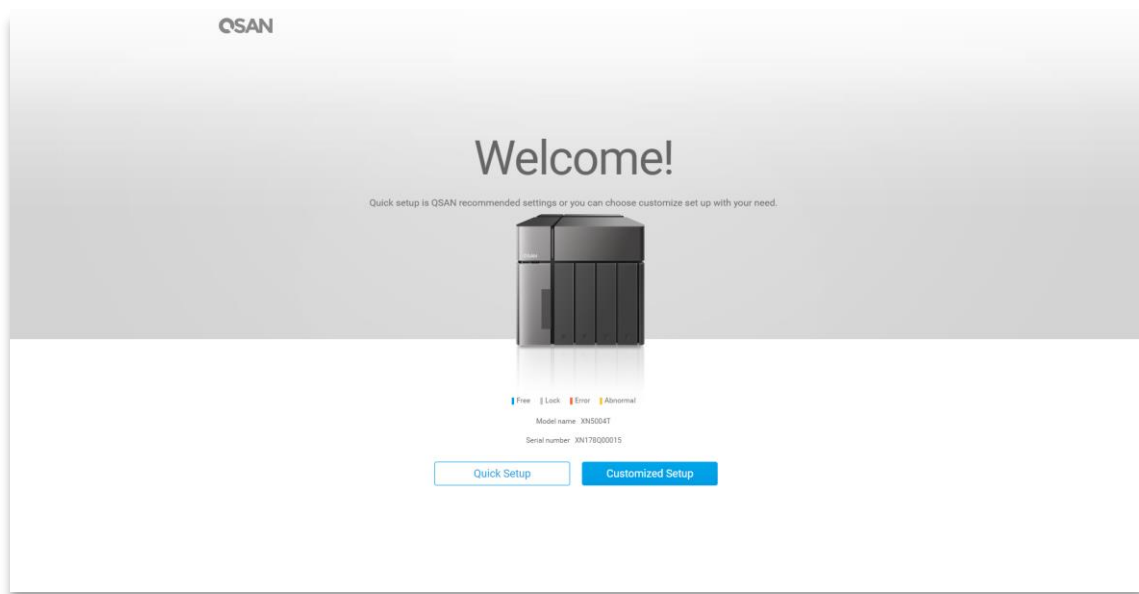 QSAN
Welcome!
Quick setup is QSAN recommended settings or you can choose customize set up with your need.
QSAN
Free Lock Error Abnormal
Model name XN5004T
Serial number XN178Q00015
Quick Setup Customized Setup